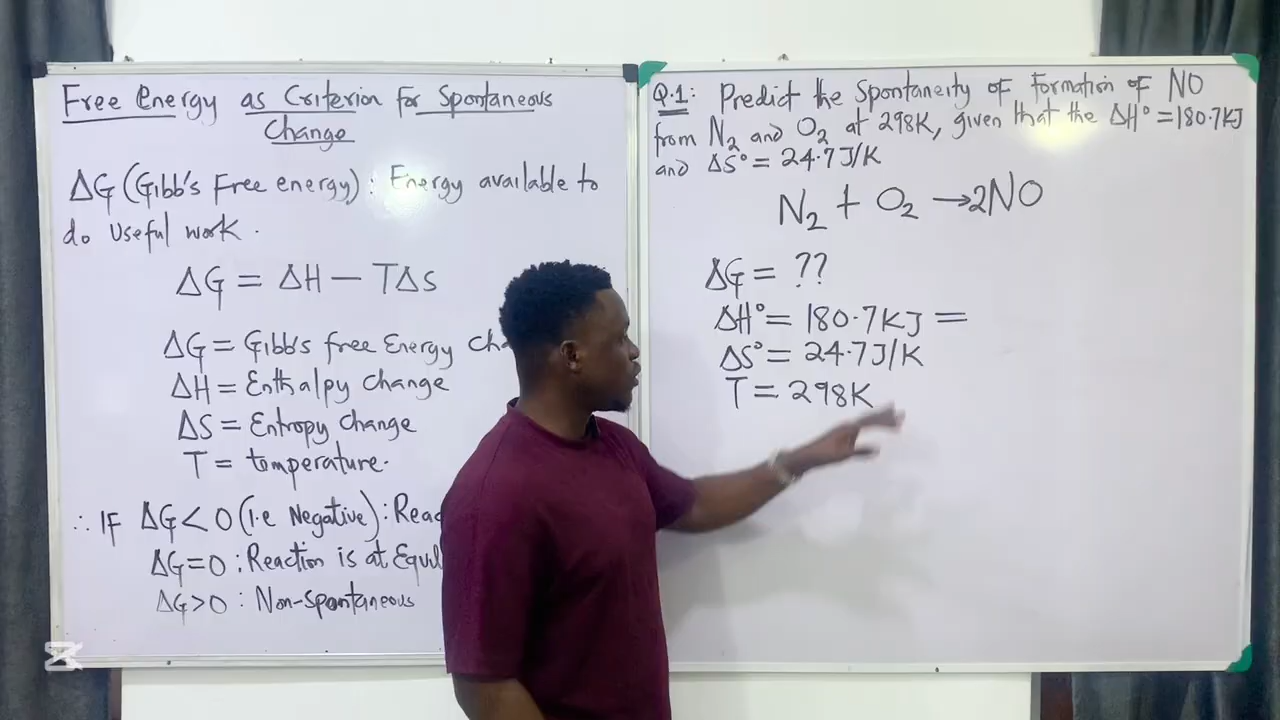 Free energy as Criterion for Spontaneous
Change
ΔG (Gibb's Free energy): Energy available to
do useful work.
ΔG = ΔH − TΔS
ΔG = Gibb's free Energy
ΔH = Enthalpy change
ΔS = Entropy change
T = temperature.
∴ IF ΔG < 0 (i.e Negative):
ΔG = 0 : Reaction is at
ΔG > 0 : Non-Spontaneous
Q.1: Predict the Spontaneity of formation of NO
from N₂ and O₂ at 298K, given that the ΔH° = 180.7KJ
and ΔS° = 24.7J/K
N₂ + O₂ → 2NO
ΔG = ??
ΔH° = 180.7KJ =
ΔS° = 24.7J/K
T = 298K